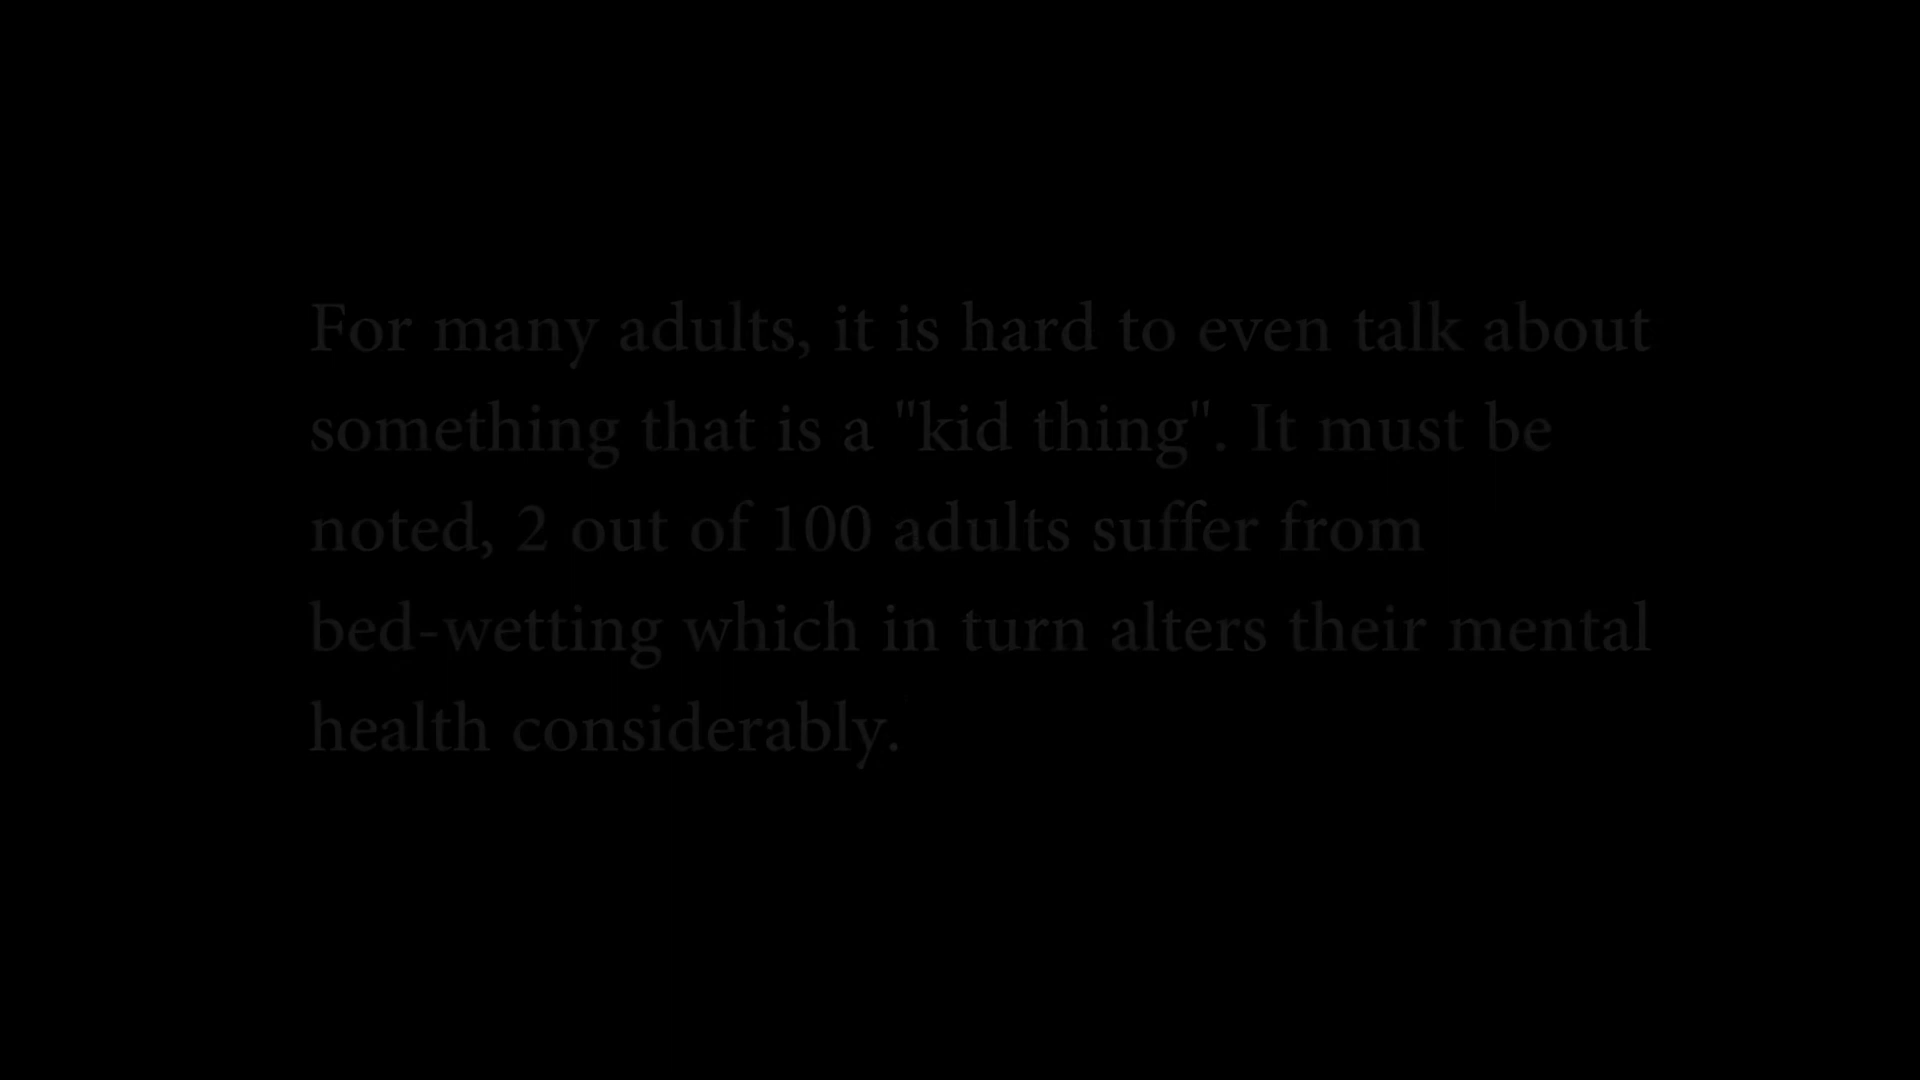 For many adults, it is hard to even talk about
something that is a "kid thing". It must be
noted, 2 out of 100 adults suffer from
bed-wetting which in turn alters their mental
health considerably.